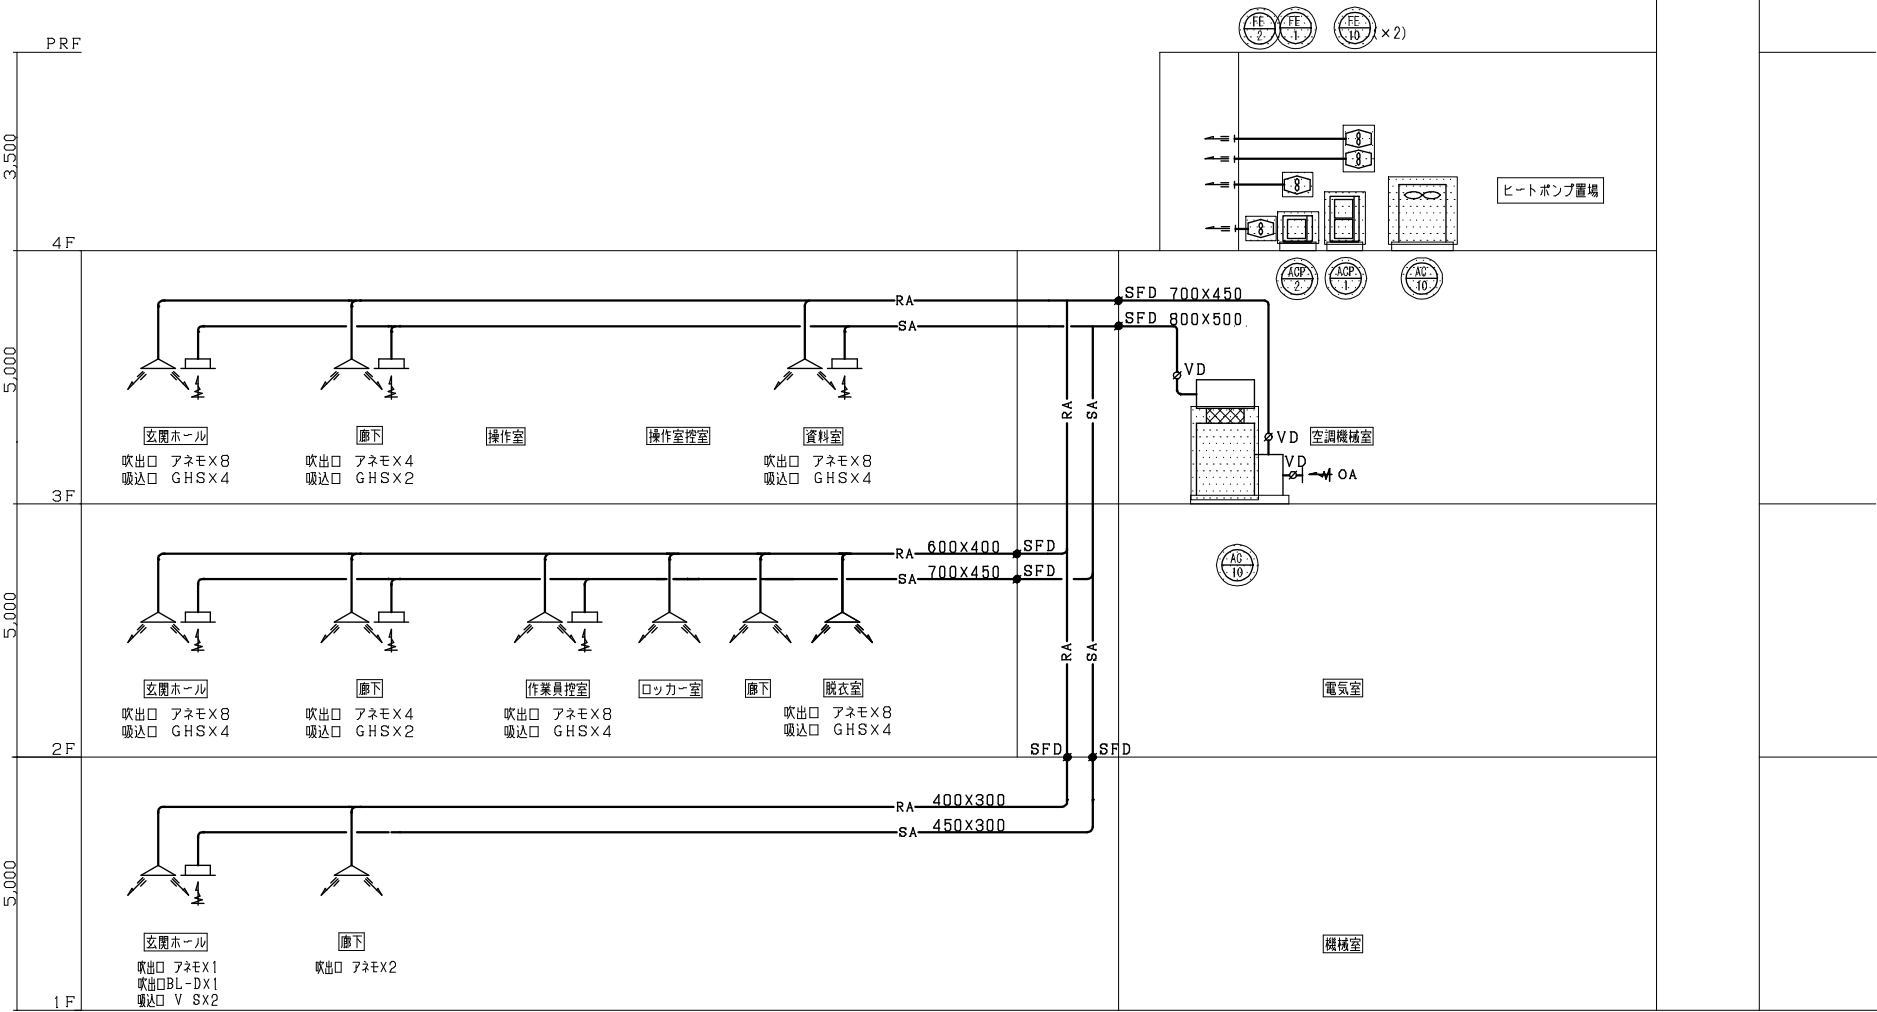 FE 2
FE 1
FE 10 (×2)
PRF
3,500
ヒートポンプ置場
4F
ACP 2
ACP 1
AC 10
RA
SFD 700X450
SA
SFD 800X500
5,000
VD
RA
SA
玄関ホール
廊下
操作室
操作室控室
資料室
VD
空調機械室
吹出口 アネモX8
吸込口 GHSX4
吹出口 アネモX4
吸込口 GHSX2
吹出口 アネモX8
吸込口 GHSX4
VD
OA
3F
RA 600X400 SFD
SA 700X450 SFD
AC 10
5,000
RA
SA
玄関ホール
廊下
作業員控室
ロッカー室
廊下
脱衣室
電気室
吹出口 アネモX8
吸込口 GHSX4
吹出口 アネモX4
吸込口 GHSX2
吹出口 アネモX8
吸込口 GHSX4
吹出口 アネモX8
吸込口 GHSX4
2F
SFD
SFD
RA 400X300
SA 450X300
5,000
玄関ホール
廊下
機械室
吹出口 アネモX1
吹出口BL-DX1
吸込口 V SX2
吹出口 アネモX2
1F